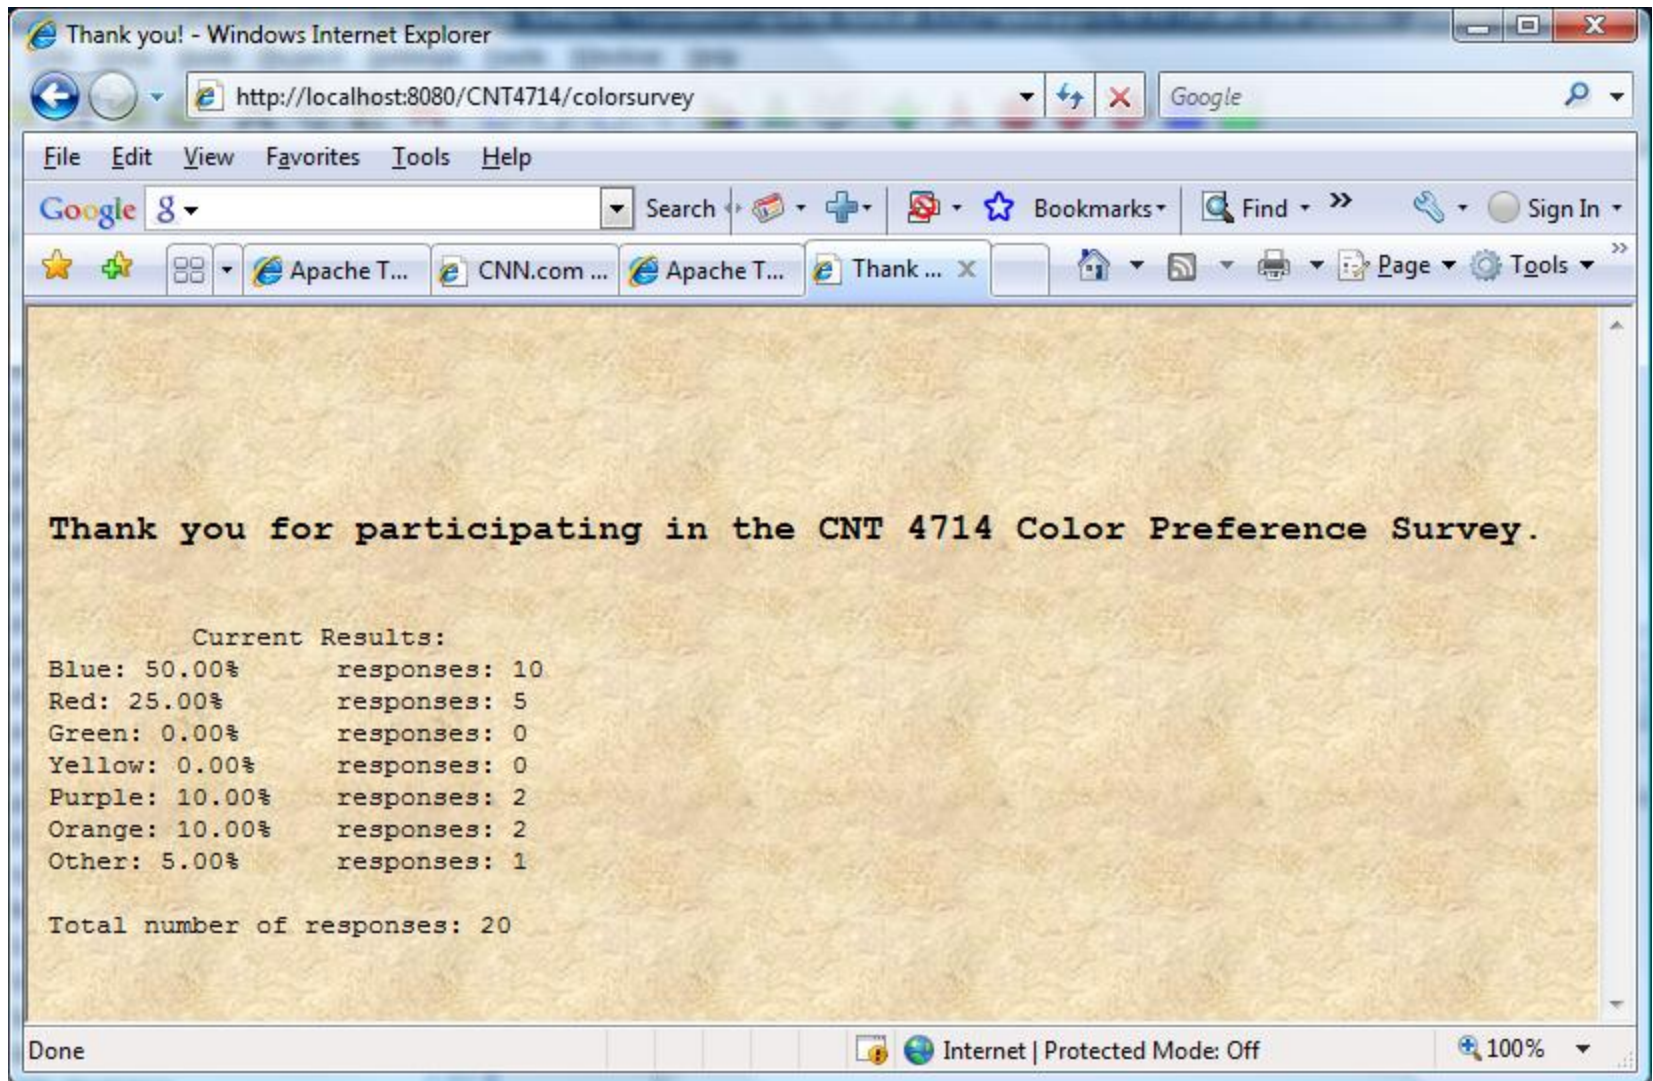 Thank you! - Windows Internet Explorer
http://localhost:8080/CNT4714/colorsurvey Google
File Edit View Favorites Tools Help
Google g Search Bookmarks Find >> Sign In
Apache T... CNN.com ... Apache T... Thank ... X Page Tools >>
Thank you for participating in the CNT 4714 Color Preference Survey.
Current Results:
Blue: 50.00% responses: 10
Red: 25.00% responses: 5
Green: 0.00% responses: 0
Yellow: 0.00% responses: 0
Purple: 10.00% responses: 2
Orange: 10.00% responses: 2
Other: 5.00% responses: 1
Total number of responses: 20
Done Internet | Protected Mode: Off 100%